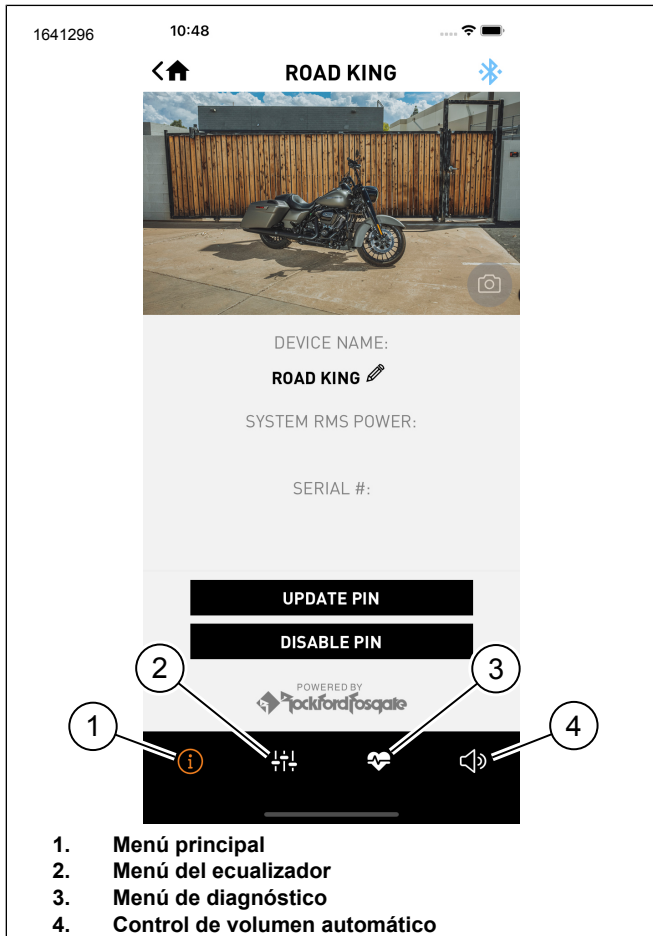 1641296
10:48
ROAD KING
DEVICE NAME:
ROAD KING
SYSTEM RMS POWER:
SERIAL #:
UPDATE PIN
DISABLE PIN
2
3
POWERED BY
Rockford Fosgate
1
4
1. Menú principal
2. Menú del ecualizador
3. Menú de diagnóstico
4. Control de volumen automático